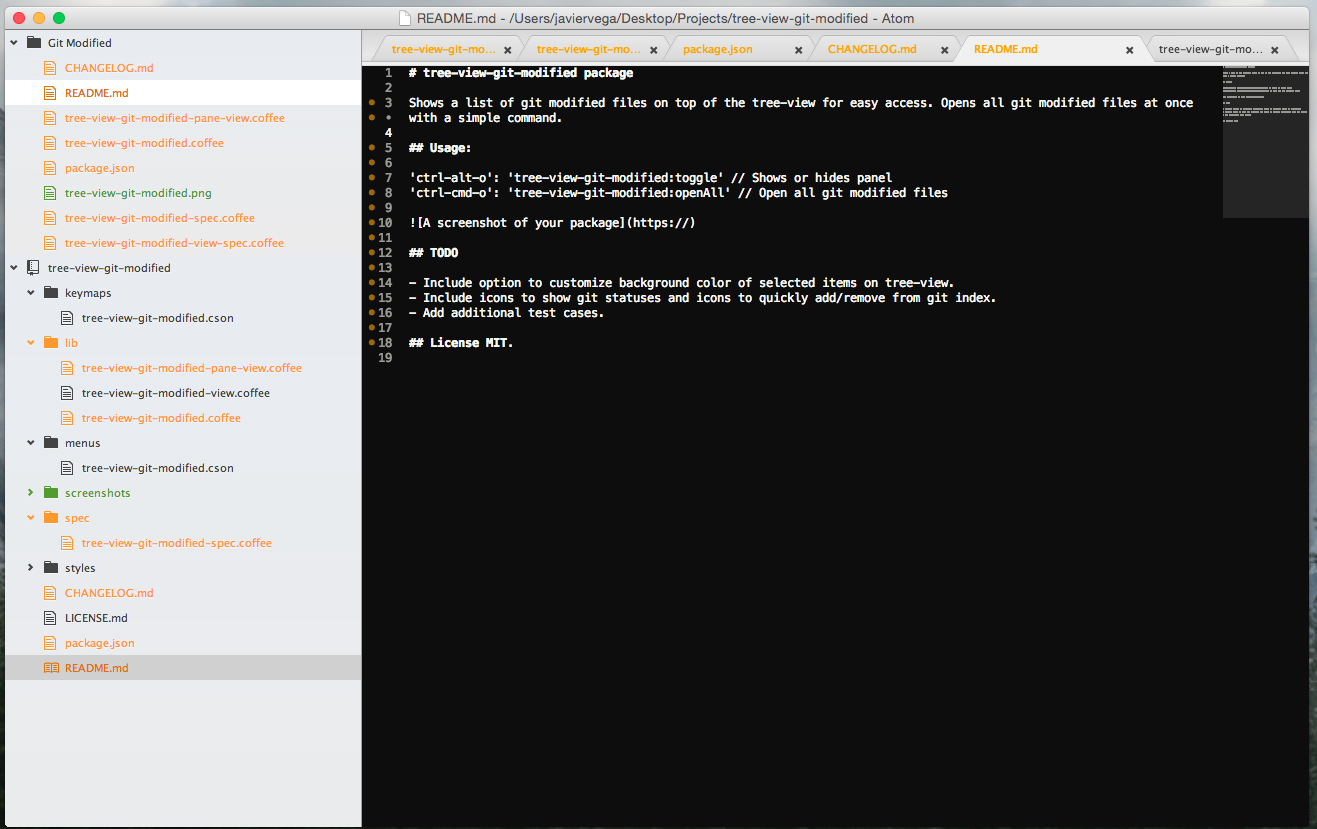 README.md - /Users/javiervega/Desktop/Projects/tree-view-git-modified - Atom
Git Modified
CHANGELOG.md
README.md
tree-view-git-modified-pane-view.coffee
tree-view-git-modified.coffee
package.json
tree-view-git-modified.png
tree-view-git-modified-spec.coffee
tree-view-git-modified-view-spec.coffee
tree-view-git-modified
keymaps
tree-view-git-modified.cson
lib
tree-view-git-modified-pane-view.coffee
tree-view-git-modified-view.coffee
tree-view-git-modified.coffee
menus
tree-view-git-modified.cson
screenshots
spec
tree-view-git-modified-spec.coffee
styles
CHANGELOG.md
LICENSE.md
package.json
README.md
tree-view-git-mo... tree-view-git-mo... package.json CHANGELOG.md README.md tree-view-git-mo...
1 # tree-view-git-modified package
2
3 Shows a list of git modified files on top of the tree-view for easy access. Opens all git modified files at once
• with a simple command.
4
5 ## Usage:
6
7 'ctrl-alt-o': 'tree-view-git-modified:toggle' // Shows or hides panel
8 'ctrl-cmd-o': 'tree-view-git-modified:openAll' // Open all git modified files
9
10 ![A screenshot of your package](https://)
11
12 ## TODO
13
14 - Include option to customize background color of selected items on tree-view.
15 - Include icons to show git statuses and icons to quickly add/remove from git index.
16 - Add additional test cases.
17
18 ## License MIT.
19